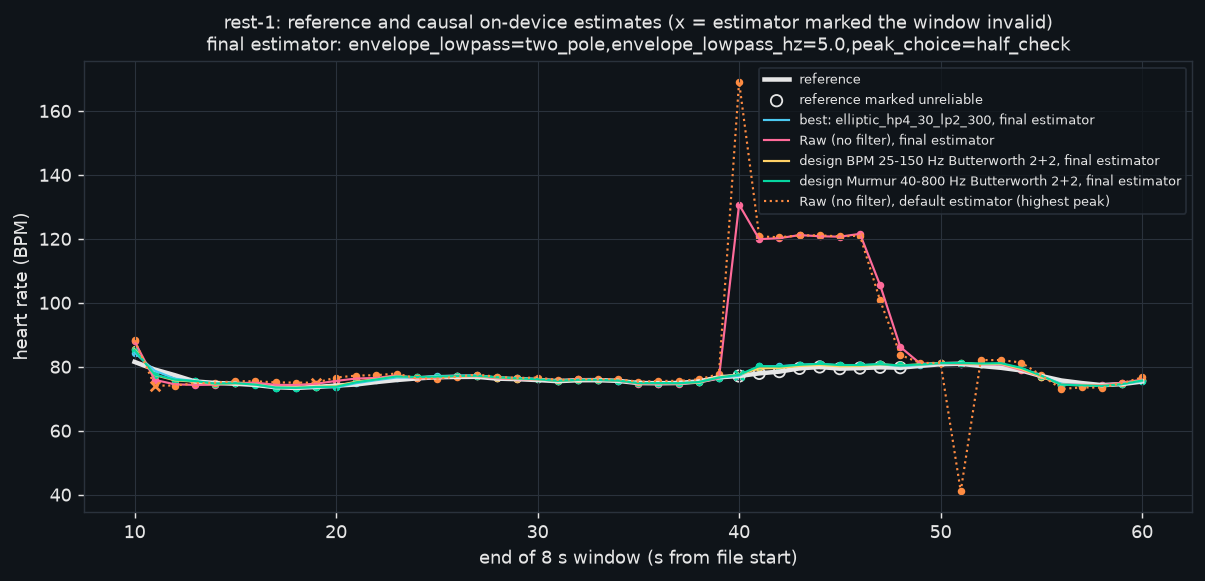 rest-1: reference and causal on-device estimates (x = estimator marked the window invalid)
final estimator: envelope_lowpass=two_pole,envelope_lowpass_hz=5.0,peak_choice=half_check
reference
reference marked unreliable
best: elliptic_hp4_30_lp2_300, final estimator
Raw (no filter), final estimator
design BPM 25-150 Hz Butterworth 2+2, final estimator
design Murmur 40-800 Hz Butterworth 2+2, final estimator
Raw (no filter), default estimator (highest peak)
heart rate (BPM)
160
140
120
100
80
60
40
10 20 30 40 50 60
end of 8 s window (s from file start)